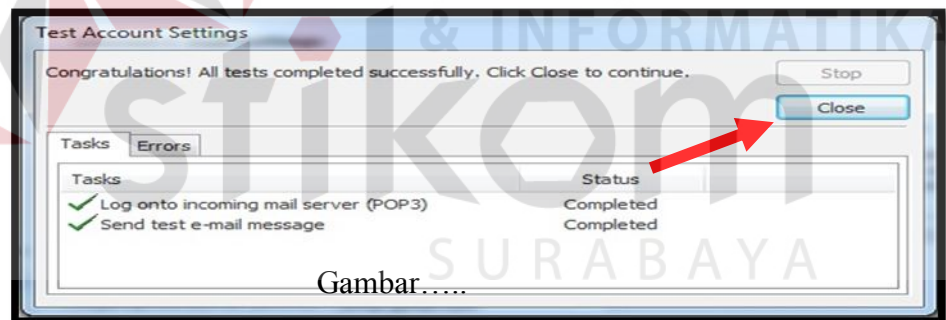 Test Account Settings
& INFORMATIK
Congratulations! All tests completed successfully. Click Close to continue.
Stop
Close
stikom
Tasks
Errors
Tasks
Status
Log onto incoming mail server (POP3)
Completed
Send test e-mail message
Completed
SURABAYA
Gambar…..